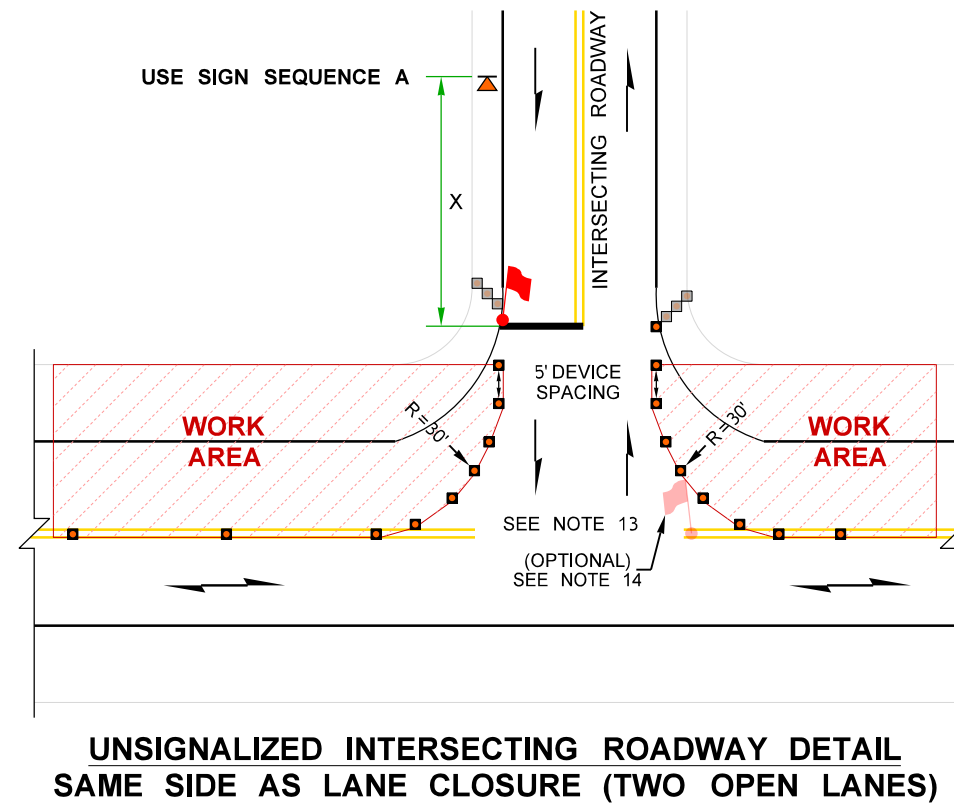 USE SIGN SEQUENCE A
INTERSECTING ROADWAY
X
5' DEVICE
SPACING
R=30'
R=30'
WORK
AREA
WORK
AREA
SEE NOTE 13
(OPTIONAL)
SEE NOTE 14
UNSIGNALIZED INTERSECTING ROADWAY DETAIL
SAME SIDE AS LANE CLOSURE (TWO OPEN LANES)